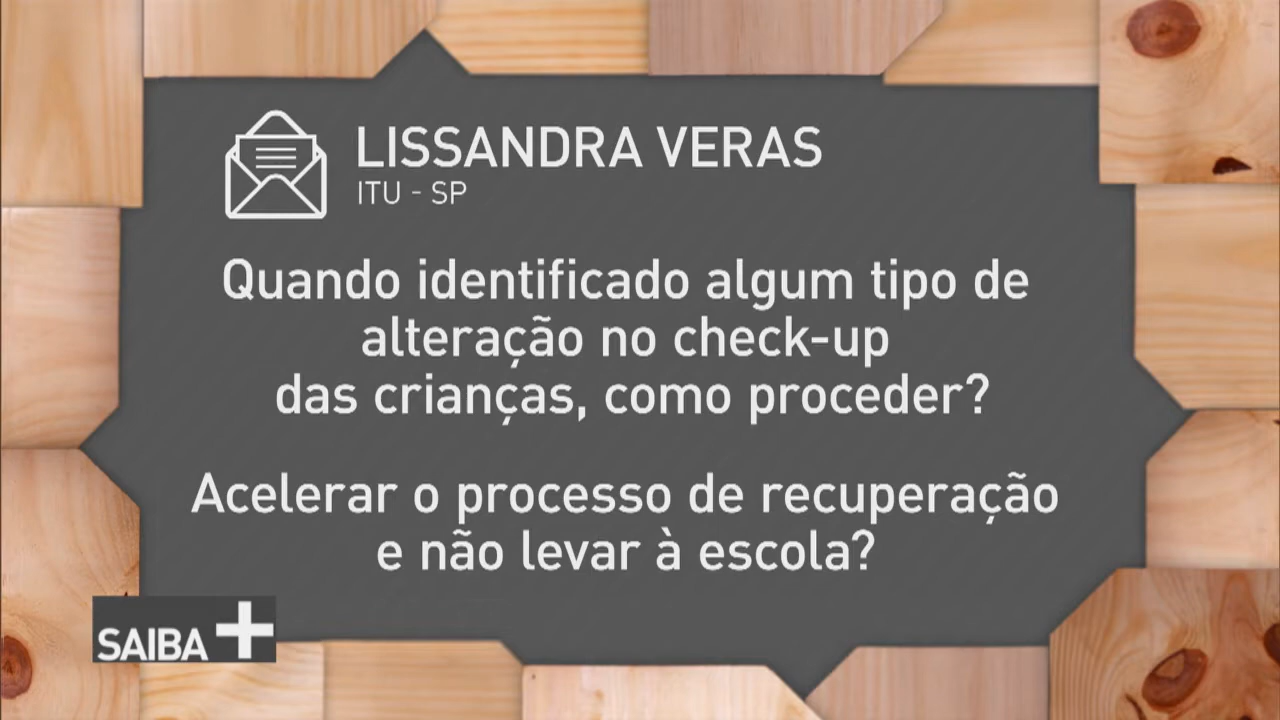 LISSANDRA VERAS
ITU - SP
Quando identificado algum tipo de
alteração no check-up
das crianças, como proceder?
Acelerar o processo de recuperação
e não levar à escola?
SAIBA+